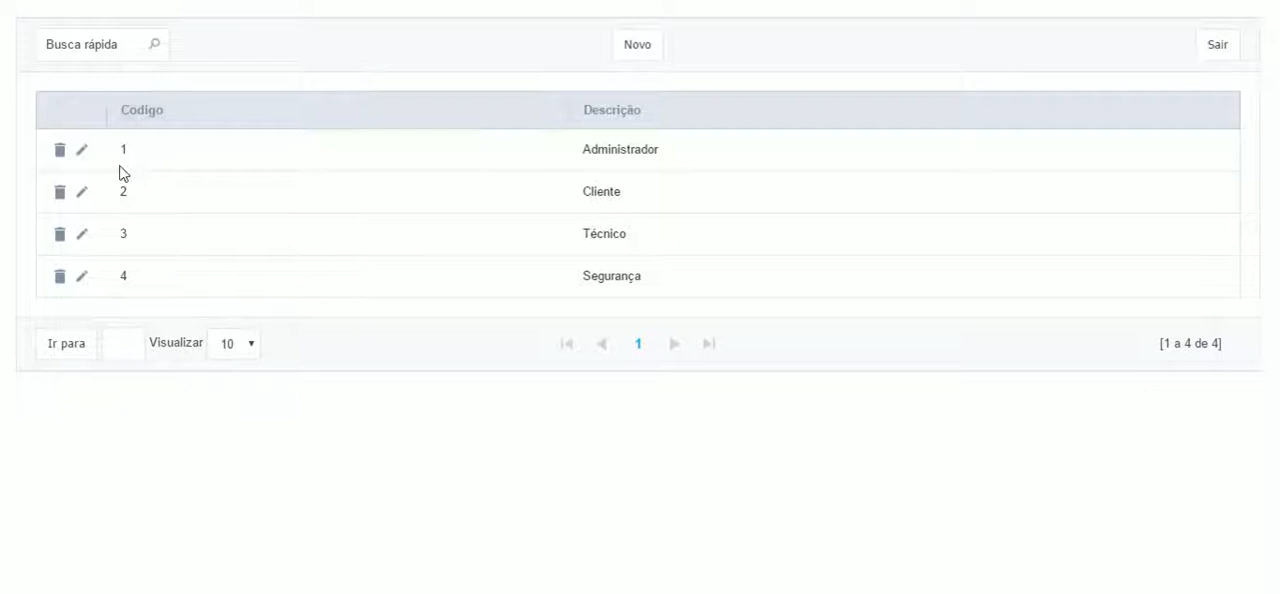 Busca rápida Novo Sair
Codigo Descrição
1 Administrador
2 Cliente
3 Técnico
4 Segurança
Ir para Visualizar 10 1 [1 a 4 de 4]